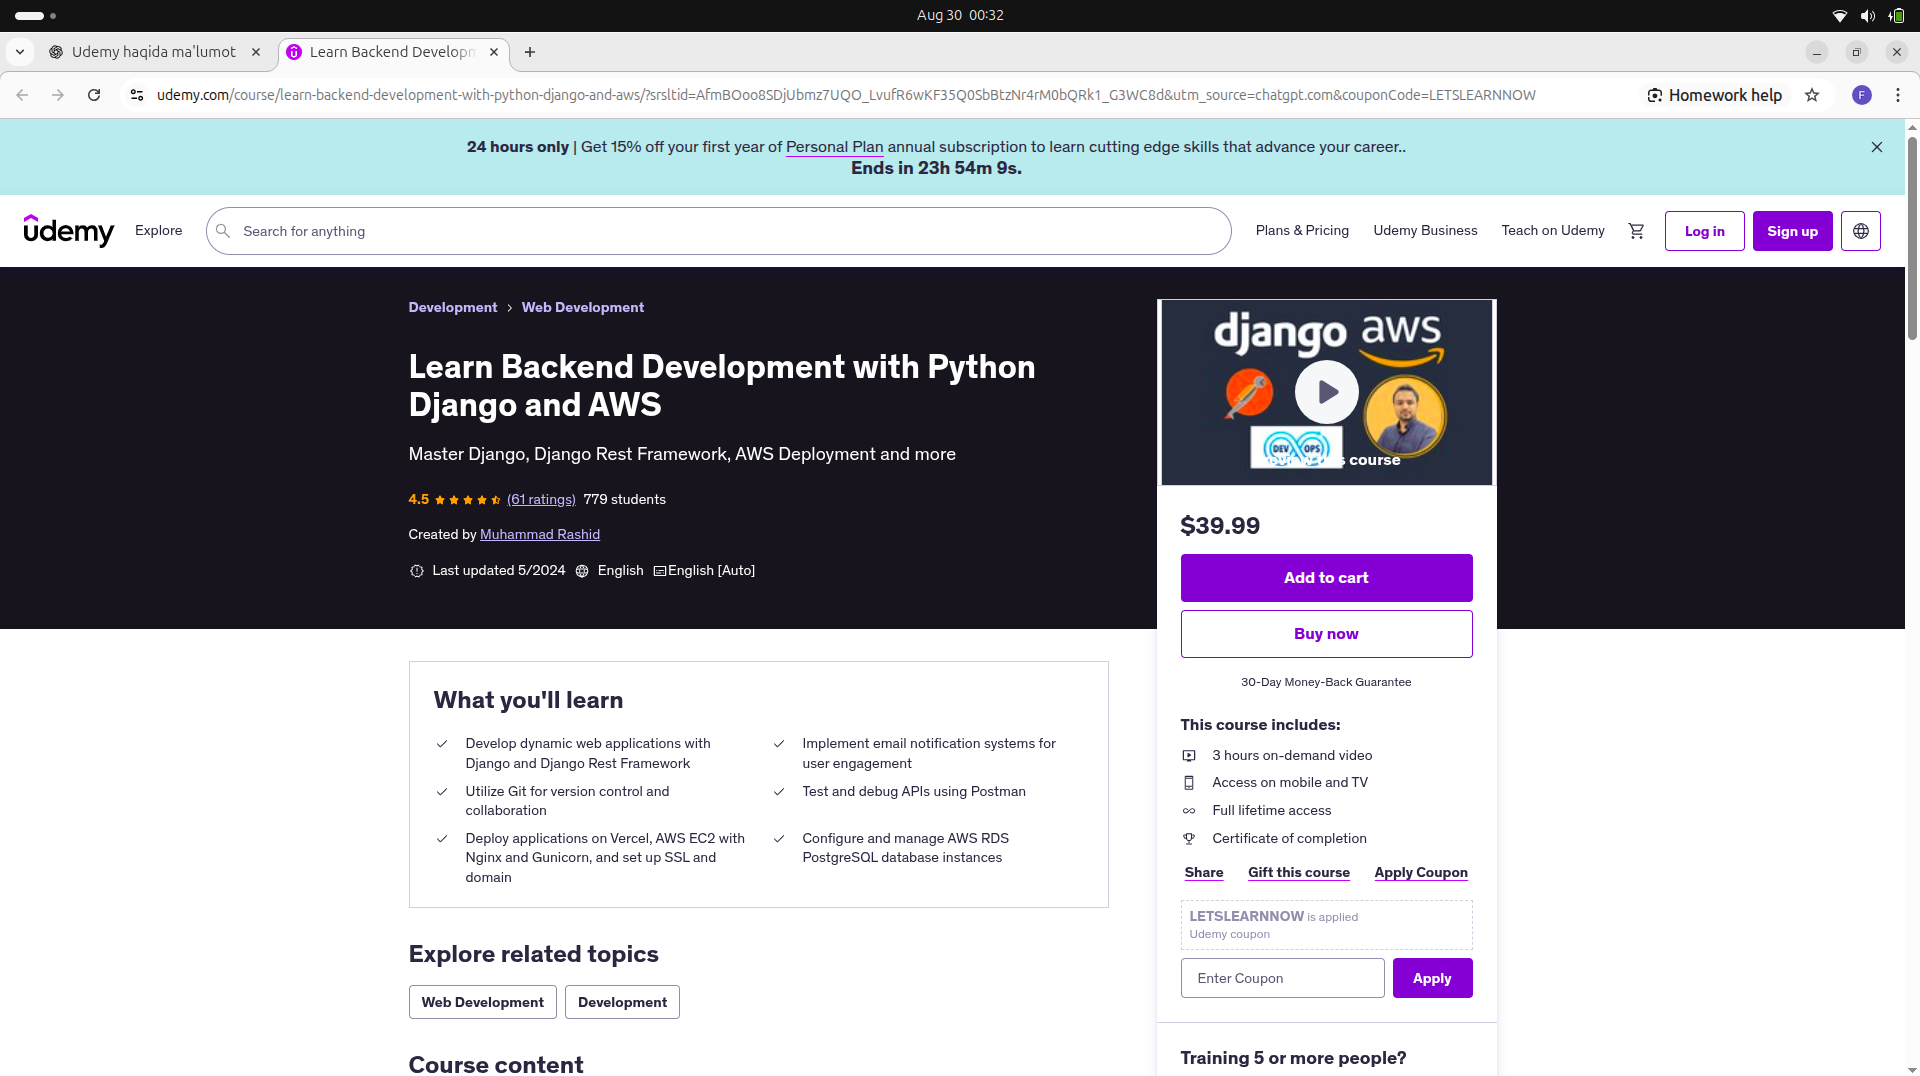 Aug 30 00:32
Udemy haqida ma'lumot
Learn Backend Developm
udemy.com/course/learn-backend-development-with-python-django-and-aws/?srsltid=AfmBOoo8SDjUbmz7UQO_LvufR6wKF35Q0SbBtzNr4rM0bQRk1_G3WC8d&utm_source=chatgpt.com&couponCode=LETSLEARNNOW
Homework help
F
24 hours only | Get 15% off your first year of Personal Plan annual subscription to learn cutting edge skills that advance your career..
Ends in 23h 54m 9s.
udemy
Explore
Search for anything
Plans & Pricing
Udemy Business
Teach on Udemy
Log in
Sign up
Development > Web Development
Learn Backend Development with Python
Django and AWS
Master Django, Django Rest Framework, AWS Deployment and more
4.5 (61 ratings) 779 students
Created by Muhammad Rashid
Last updated 5/2024 English English [Auto]
django aws
DEV OPS
course
$39.99
Add to cart
Buy now
30-Day Money-Back Guarantee
This course includes:
3 hours on-demand video
Access on mobile and TV
Full lifetime access
Certificate of completion
Share
Gift this course
Apply Coupon
LETSLEARNNOW is applied
Udemy coupon
Enter Coupon
Apply
Training 5 or more people?
What you'll learn
Develop dynamic web applications with
Django and Django Rest Framework
Utilize Git for version control and
collaboration
Deploy applications on Vercel, AWS EC2 with
Nginx and Gunicorn, and set up SSL and
domain
Implement email notification systems for
user engagement
Test and debug APIs using Postman
Configure and manage AWS RDS
PostgreSQL database instances
Explore related topics
Web Development
Development
Course content